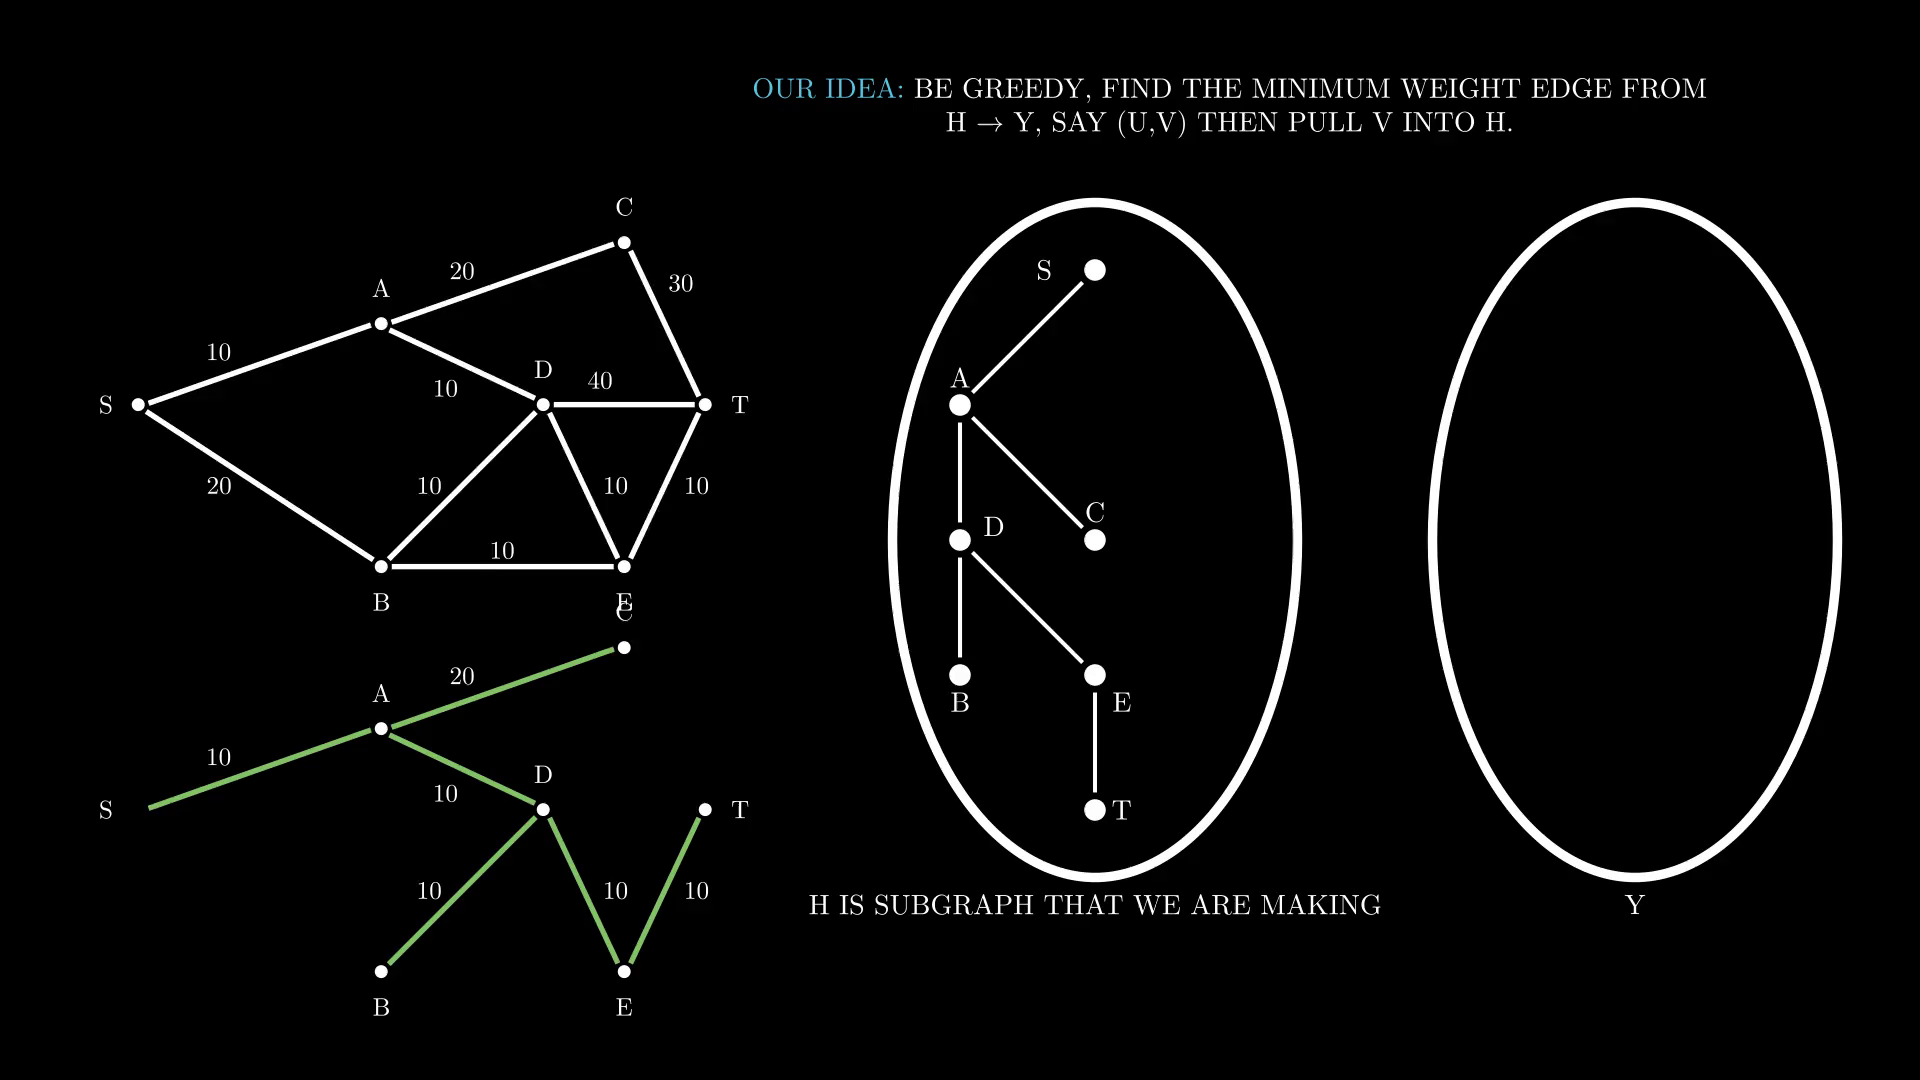 OUR IDEA: BE GREEDY, FIND THE MINIMUM WEIGHT EDGE FROM
H → Y, SAY (U,V) THEN PULL V INTO H.
C
20
30
A
10
D
40
10
S
T
20
10
10
10
10
B
E
C
20
A
10
D
10
S
T
10
10
10
B
E
S
A
D
C
B
E
T
H IS SUBGRAPH THAT WE ARE MAKING
Y